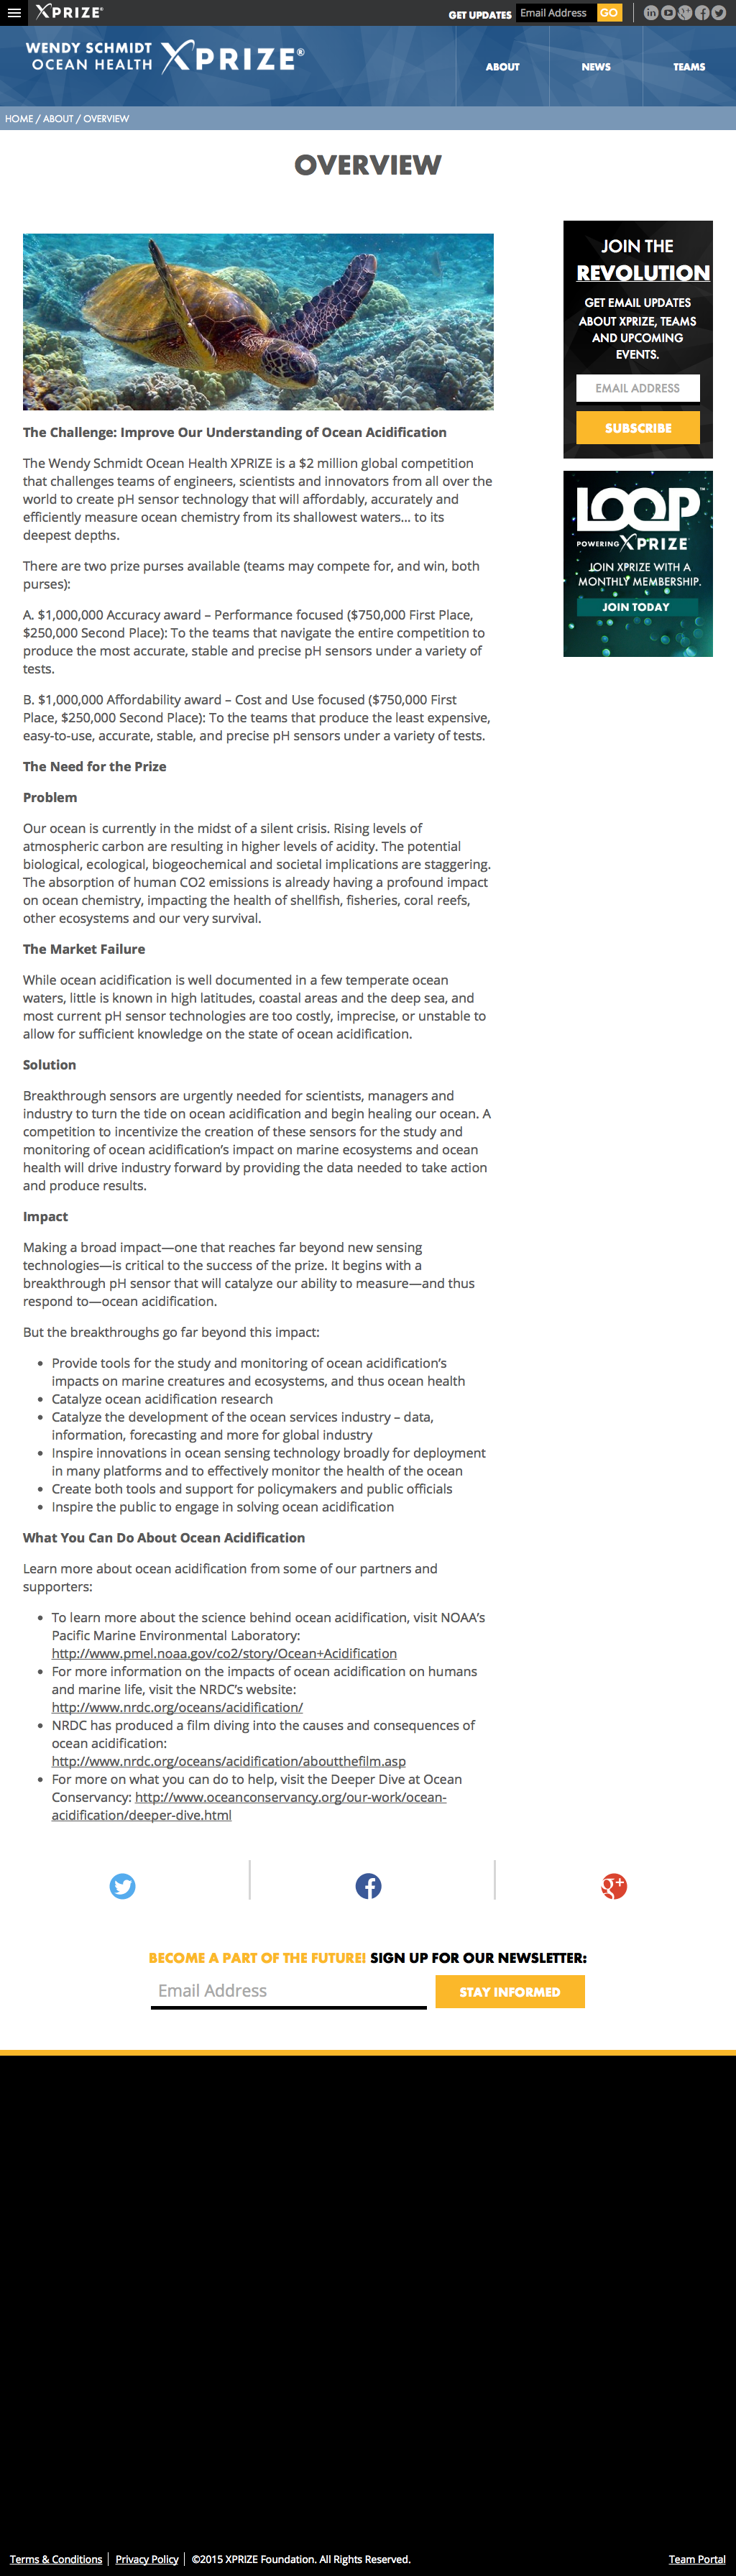 XPRIZE®
GET UPDATES Email Address GO
WENDY SCHMIDT
OCEAN HEALTH XPRIZE®
ABOUT NEWS TEAMS
HOME / ABOUT / OVERVIEW
OVERVIEW
The Challenge: Improve Our Understanding of Ocean Acidification
The Wendy Schmidt Ocean Health XPRIZE is a $2 million global competition
that challenges teams of engineers, scientists and innovators from all over the
world to create pH sensor technology that will affordably, accurately and
efficiently measure ocean chemistry from its shallowest waters... to its
deepest depths.
There are two prize purses available (teams may compete for, and win, both
purses):
A. $1,000,000 Accuracy award – Performance focused ($750,000 First Place,
$250,000 Second Place): To the teams that navigate the entire competition to
produce the most accurate, stable and precise pH sensors under a variety of
tests.
B. $1,000,000 Affordability award – Cost and Use focused ($750,000 First
Place, $250,000 Second Place): To the teams that produce the least expensive,
easy-to-use, accurate, stable, and precise pH sensors under a variety of tests.
The Need for the Prize
Problem
Our ocean is currently in the midst of a silent crisis. Rising levels of
atmospheric carbon are resulting in higher levels of acidity. The potential
biological, ecological, biogeochemical and societal implications are staggering.
The absorption of human CO2 emissions is already having a profound impact
on ocean chemistry, impacting the health of shellfish, fisheries, coral reefs,
other ecosystems and our very survival.
The Market Failure
While ocean acidification is well documented in a few temperate ocean
waters, little is known in high latitudes, coastal areas and the deep sea, and
most current pH sensor technologies are too costly, imprecise, or unstable to
allow for sufficient knowledge on the state of ocean acidification.
Solution
Breakthrough sensors are urgently needed for scientists, managers and
industry to turn the tide on ocean acidification and begin healing our ocean. A
competition to incentivize the creation of these sensors for the study and
monitoring of ocean acidification's impact on marine ecosystems and ocean
health will drive industry forward by providing the data needed to take action
and produce results.
Impact
Making a broad impact—one that reaches far beyond new sensing
technologies—is critical to the success of the prize. It begins with a
breakthrough pH sensor that will catalyze our ability to measure—and thus
respond to—ocean acidification.
But the breakthroughs go far beyond this impact:
• Provide tools for the study and monitoring of ocean acidification's
impacts on marine creatures and ecosystems, and thus ocean health
• Catalyze ocean acidification research
• Catalyze the development of the ocean services industry – data,
information, forecasting and more for global industry
• Inspire innovations in ocean sensing technology broadly for deployment
in many platforms and to effectively monitor the health of the ocean
• Create both tools and support for policymakers and public officials
• Inspire the public to engage in solving ocean acidification
What You Can Do About Ocean Acidification
Learn more about ocean acidification from some of our partners and
supporters:
• To learn more about the science behind ocean acidification, visit NOAA's
Pacific Marine Environmental Laboratory:
http://www.pmel.noaa.gov/co2/story/Ocean+Acidification
• For more information on the impacts of ocean acidification on humans
and marine life, visit the NRDC's website:
http://www.nrdc.org/oceans/acidification/
• NRDC has produced a film diving into the causes and consequences of
ocean acidification:
http://www.nrdc.org/oceans/acidification/aboutthefilm.asp
• For more on what you can do to help, visit the Deeper Dive at Ocean
Conservancy: http://www.oceanconservancy.org/our-work/ocean-
acidification/deeper-dive.html
JOIN THE
REVOLUTION
GET EMAIL UPDATES
ABOUT XPRIZE, TEAMS
AND UPCOMING
EVENTS.
EMAIL ADDRESS
SUBSCRIBE
LOOP™
POWERING XPRIZE
JOIN XPRIZE WITH A
MONTHLY MEMBERSHIP.
JOIN TODAY
BECOME A PART OF THE FUTURE! SIGN UP FOR OUR NEWSLETTER:
Email Address
STAY INFORMED
Terms & Conditions | Privacy Policy | ©2015 XPRIZE Foundation. All Rights Reserved.
Team Portal